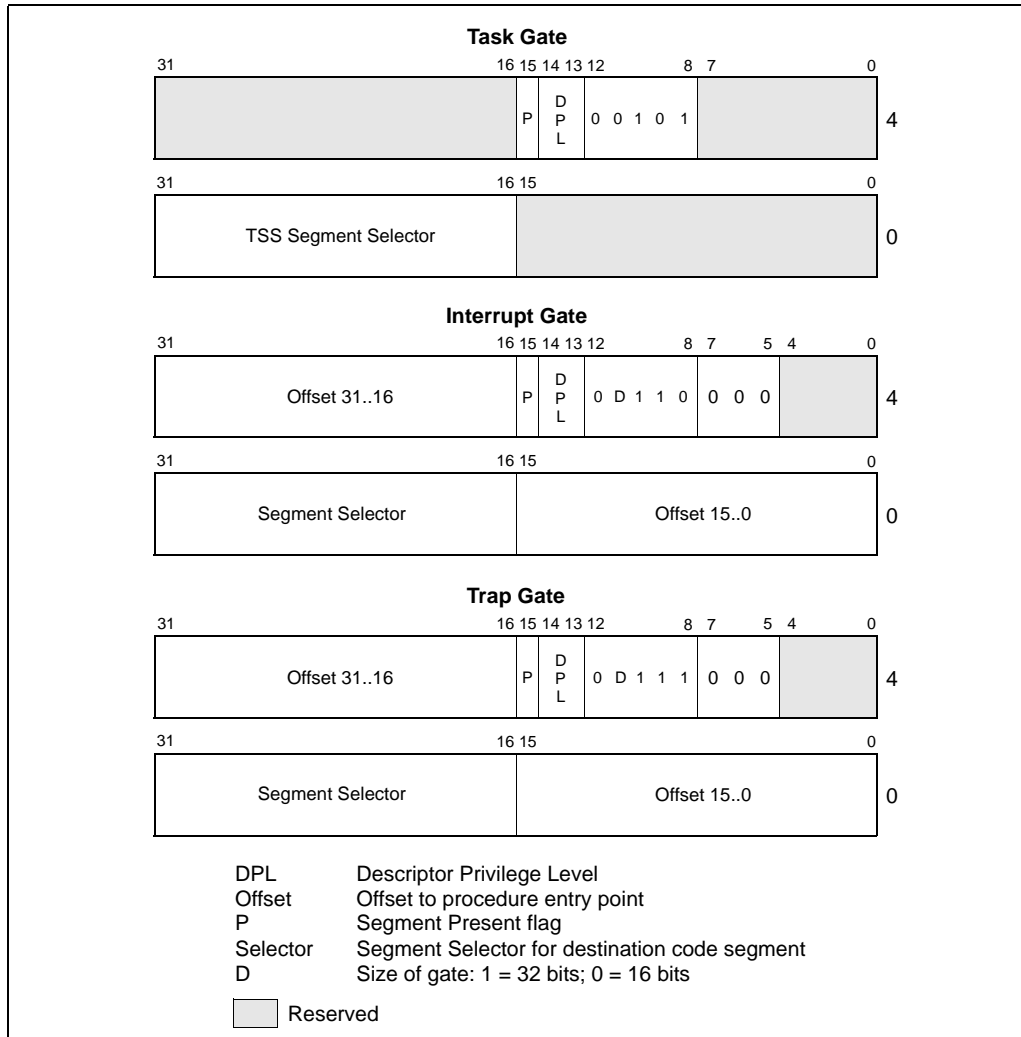 Task Gate
31 16 15 14 13 12 8 7 0
P DPL 0 0 1 0 1 4
31 16 15 0
TSS Segment Selector 0
Interrupt Gate
31 16 15 14 13 12 8 7 5 4 0
Offset 31..16 P DPL 0 D 1 1 0 0 0 0 4
31 16 15 0
Segment Selector Offset 15..0 0
Trap Gate
31 16 15 14 13 12 8 7 5 4 0
Offset 31..16 P DPL 0 D 1 1 1 0 0 0 4
31 16 15 0
Segment Selector Offset 15..0 0
DPL Descriptor Privilege Level
Offset Offset to procedure entry point
P Segment Present flag
Selector Segment Selector for destination code segment
D Size of gate: 1 = 32 bits; 0 = 16 bits
Reserved